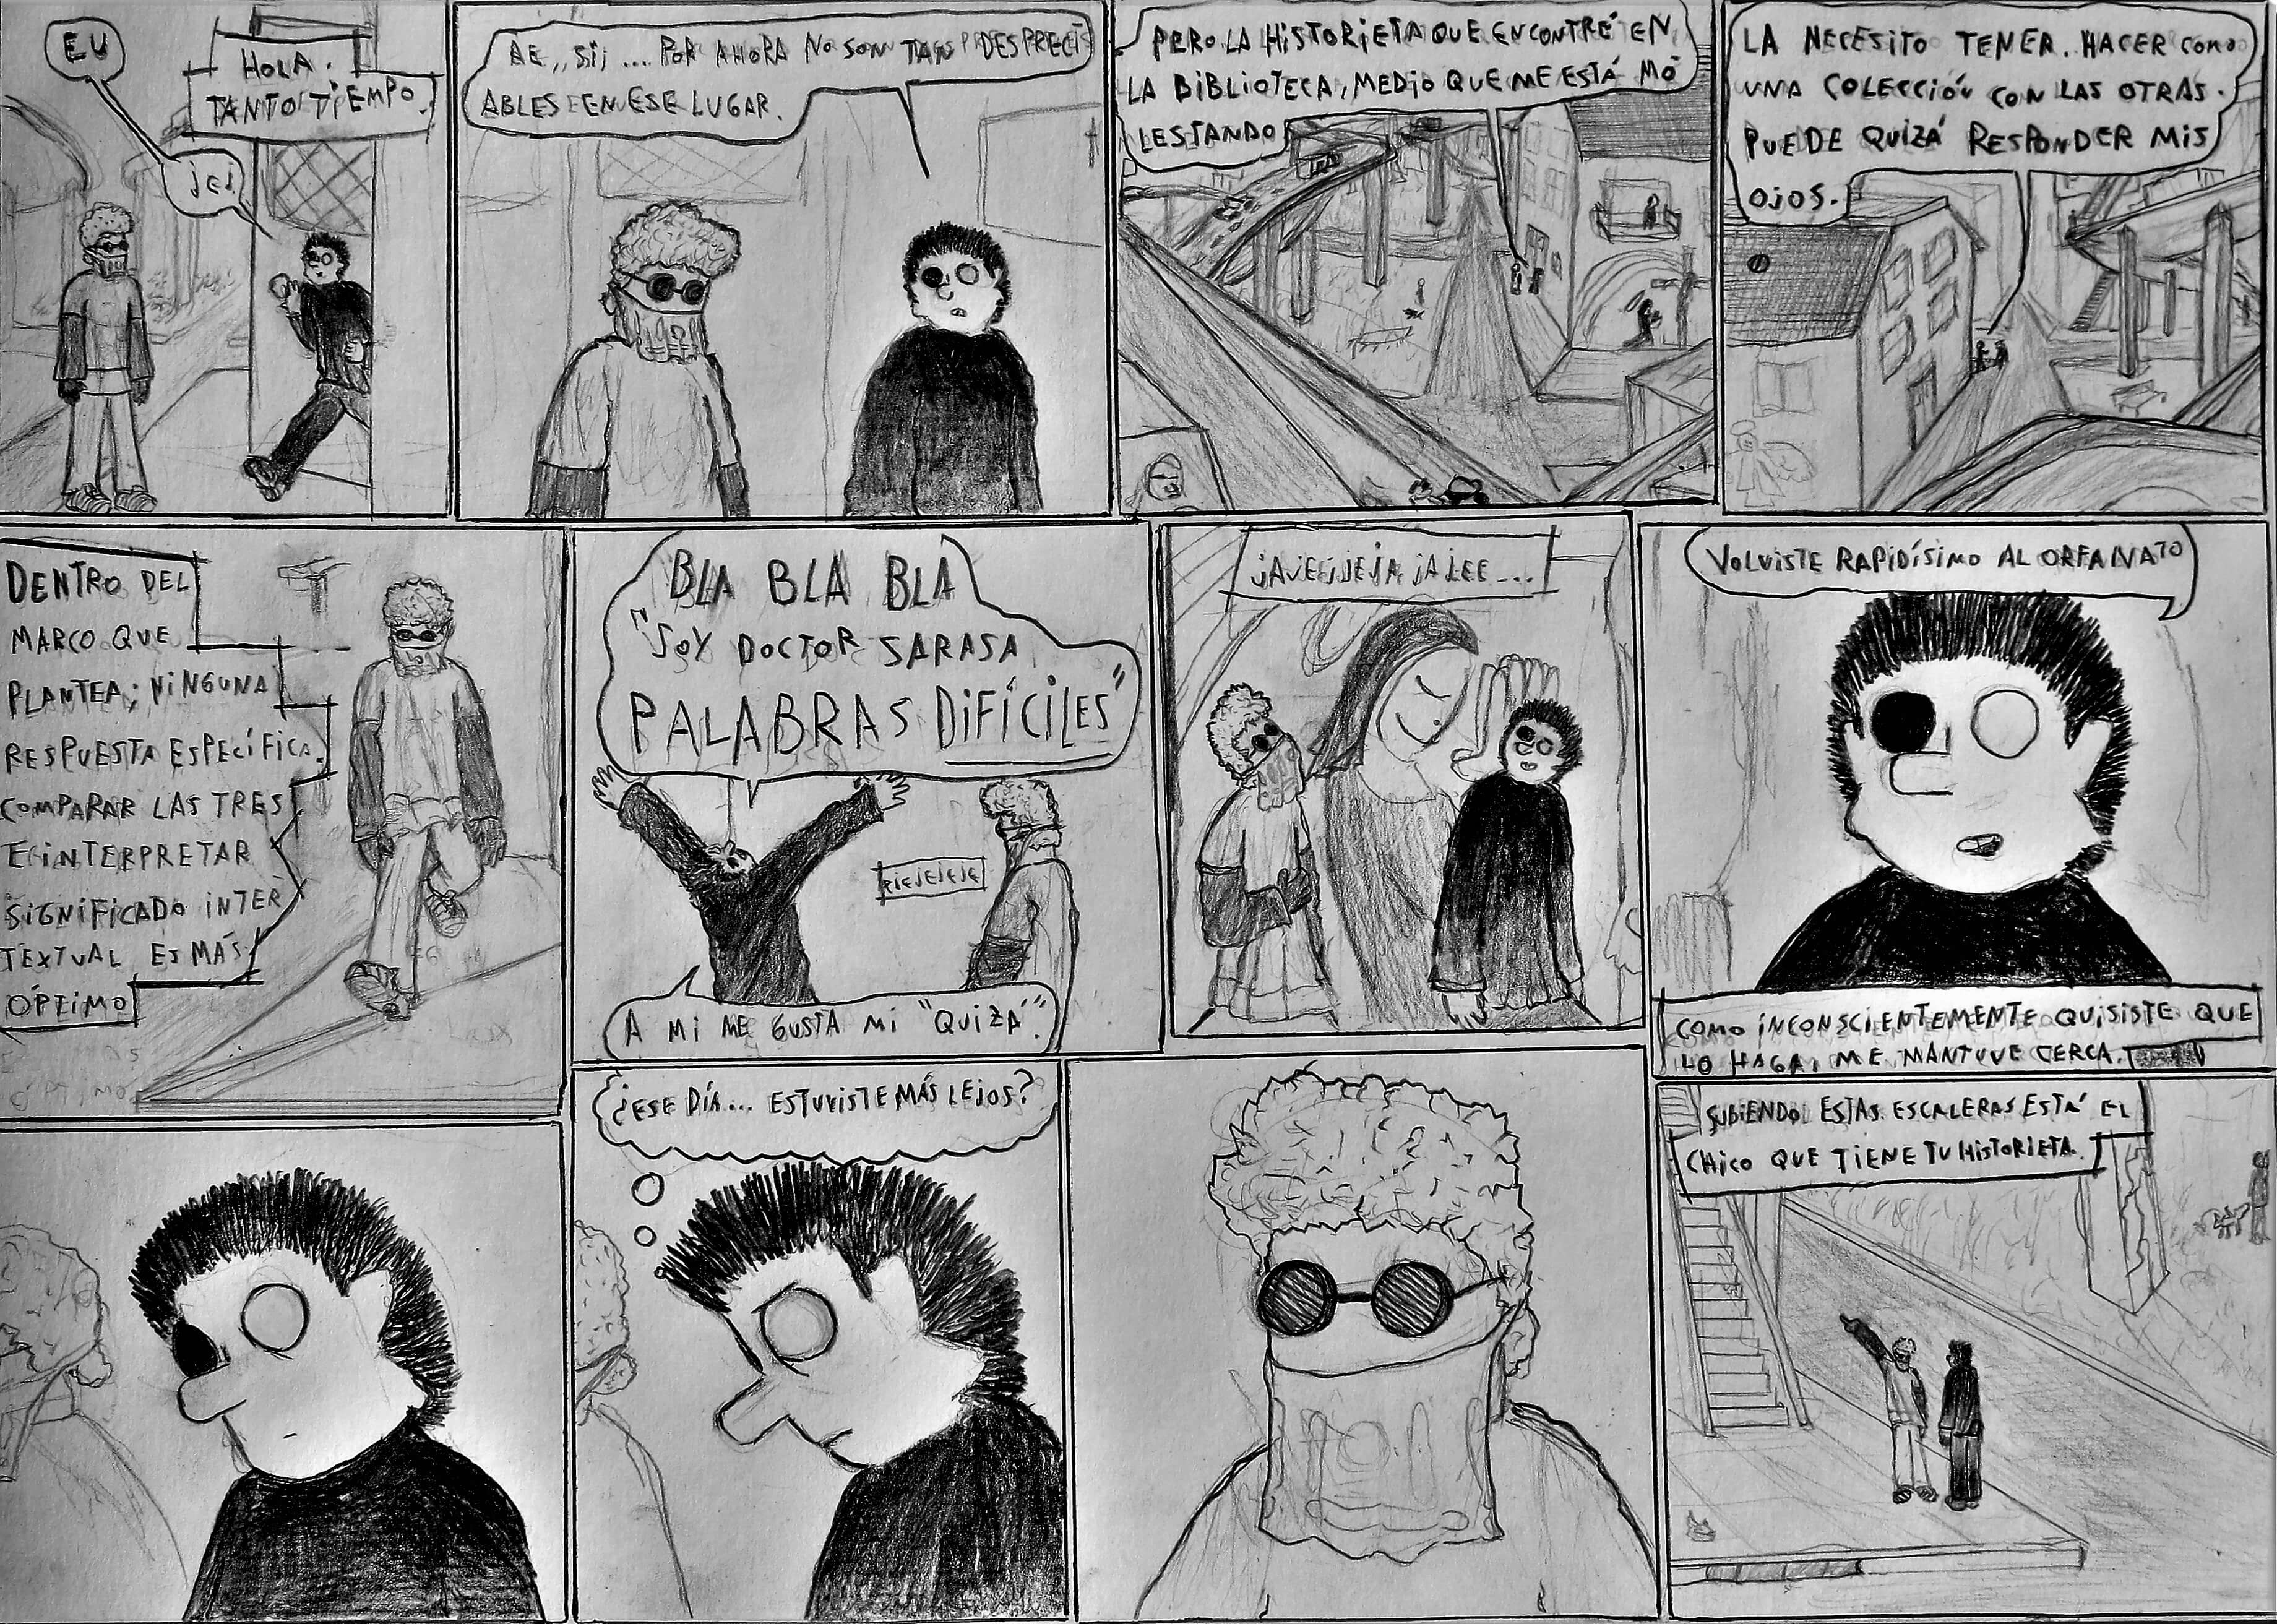 EU
JEJ
HOLA.
TANTO TIEMPO.
AE,, SI, .... POR AHORA NO SON TAN DESPRECI
ABLES EN ESE LUGAR.
PERO LA HISTORIETA QUE ENCONTRÉ EN
LA BIBLIOTECA, MEDIO QUE ME ESTÁ MO
LESTANDO
LA NECESITO TENER. HACER COMO
UNA COLECCIÓN CON LAS OTRAS.
PUEDE QUIZÁ RESPONDER MIS
OJOS.
DENTRO DEL
MARCO QUE
PLANTEA; NINGUNA
RESPUESTA ESPECÍFICA.
COMPARAR LAS TRES
E INTERPRETAR
SIGNIFICADO INTER
TEXTUAL ES MÁS
ÓPTIMO
BLA BLA BLA
"SOY DOCTOR SARASA
PALABRAS DIFÍCILES"
A MI ME GUSTA MI "QUIZÁ".
JAJEJJEJA JAJEE...
VOLVISTE RAPIDÍSIMO AL ORFANATO
COMO INCONSCIENTEMENTE QUISISTE QUE
LO HAGA, ME MANTUVE CERCA.
¿ESE DÍA... ESTUVISTE MÁS LEJOS?
SUBIENDO ESTAS ESCALERAS ESTÁ EL
CHICO QUE TIENE TU HISTORIETA.